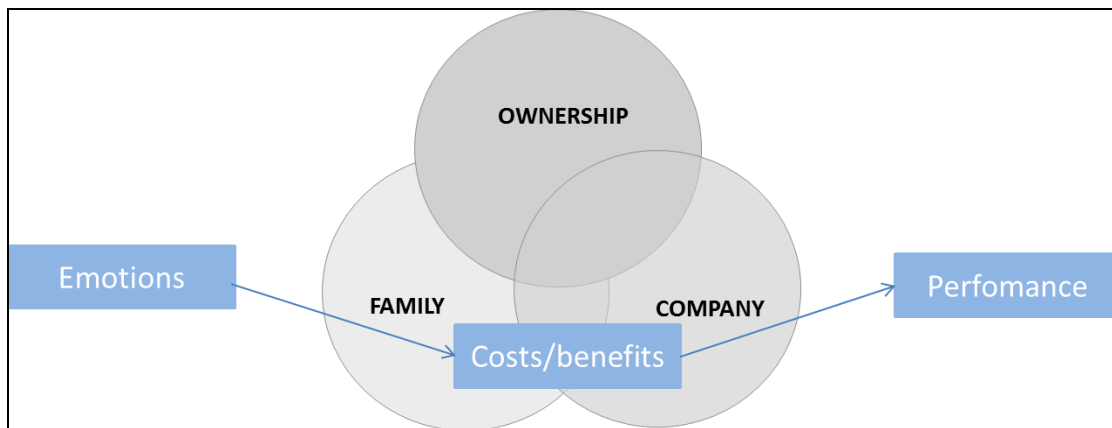 OWNERSHIP
Emotions
Perfomance
FAMILY
COMPANY
Costs/benefits